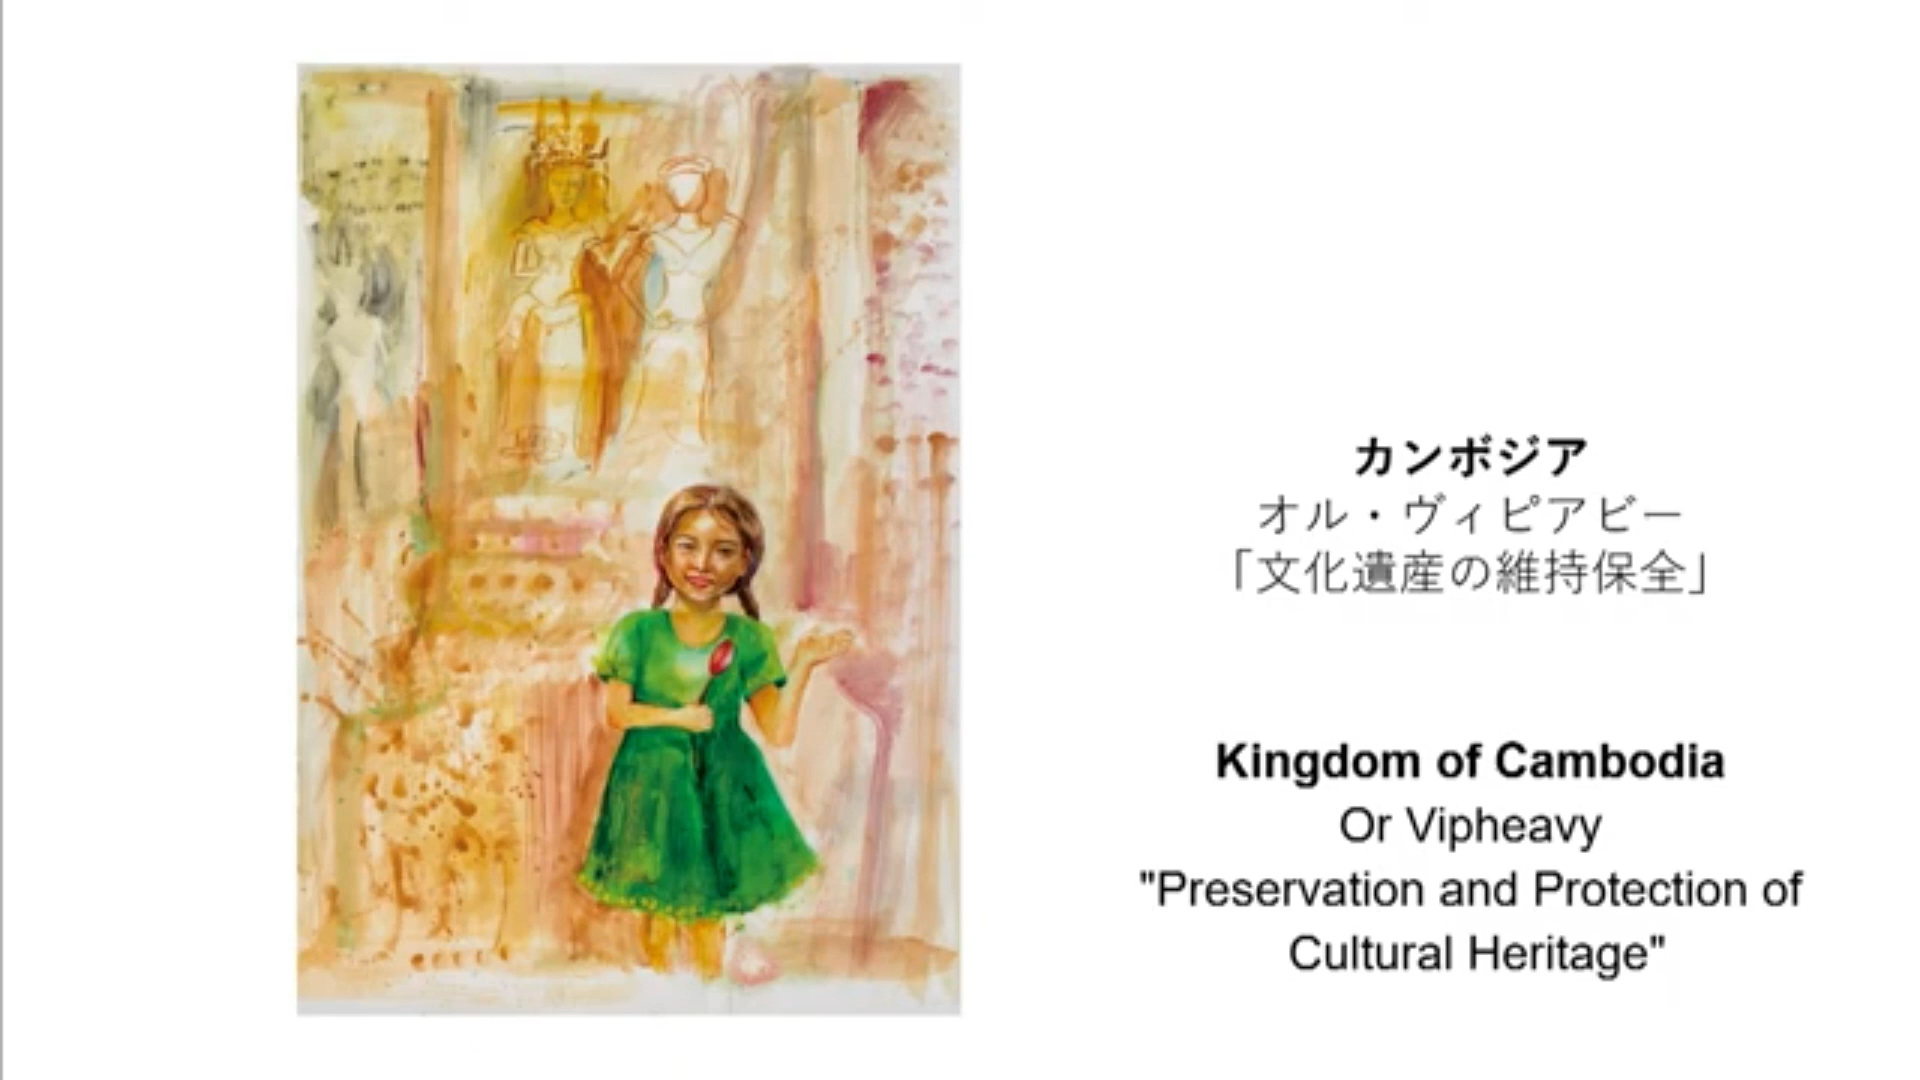 カンボジア
オル・ヴィピアビー
「文化遺産の維持保全」
Kingdom of Cambodia
Or Vipheavy
"Preservation and Protection of
Cultural Heritage"